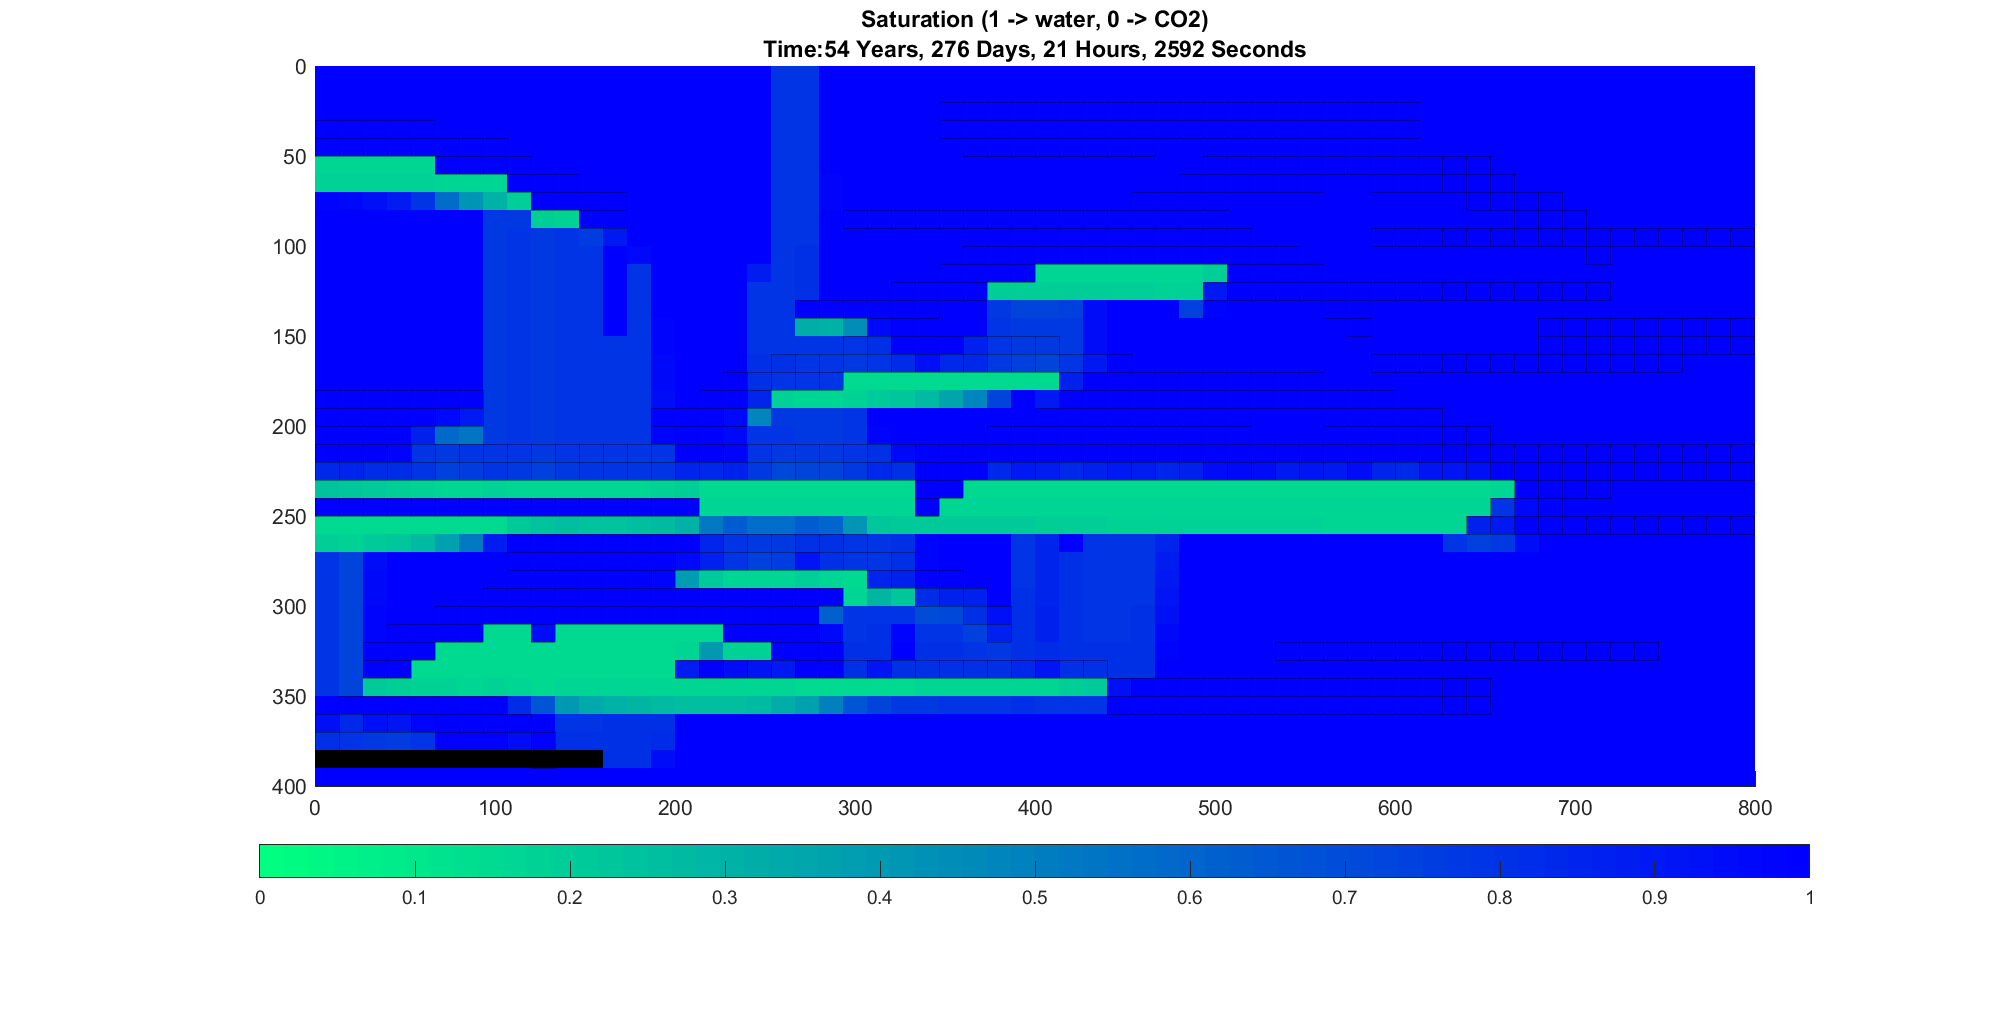 Saturation (1 -> water, 0 -> CO2)
Time:54 Years, 276 Days, 21 Hours, 2592 Seconds
0
50
100
150
200
250
300
350
400
0 100 200 300 400 500 600 700 800
0 0.1 0.2 0.3 0.4 0.5 0.6 0.7 0.8 0.9 1